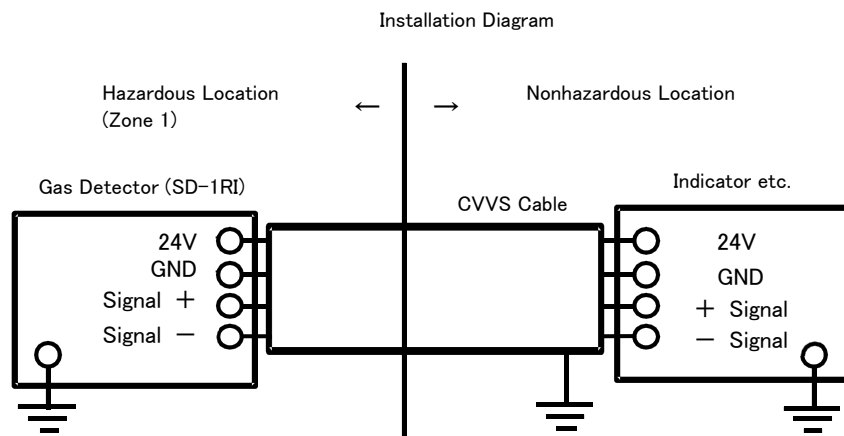 Installation Diagram
Hazardous Location
(Zone 1)
← →
Nonhazardous Location
Gas Detector (SD-1RI)
CVVS Cable
Indicator etc.
24V
GND
Signal +
Signal −
24V
GND
+ Signal
− Signal